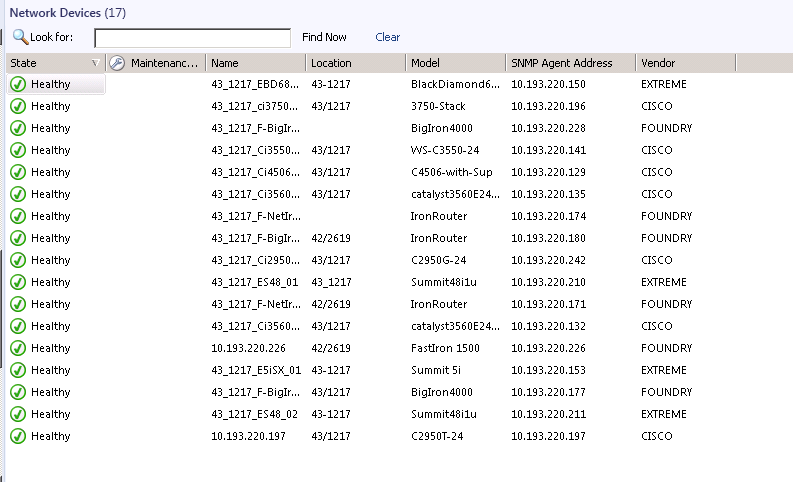 Network Devices (17)
Look for: Find Now Clear
State Maintenanc... Name Location Model SNMP Agent Address Vendor
Healthy 43_1217_EBD68... 43-1217 BlackDiamond6... 10.193.220.150 EXTREME
Healthy 43_1217_ci3750... 43/1217 3750-Stack 10.193.220.196 CISCO
Healthy 43_1217_F-BigIr... BigIron4000 10.193.220.228 FOUNDRY
Healthy 43_1217_Ci3550... 43/1217 WS-C3550-24 10.193.220.141 CISCO
Healthy 43_1217_Ci4506... 43/1217 C4506-with-Sup 10.193.220.129 CISCO
Healthy 43_1217_Ci3560... 43/1217 catalyst3560E24... 10.193.220.135 CISCO
Healthy 43_1217_F-NetIr... IronRouter 10.193.220.174 FOUNDRY
Healthy 43_1217_F-BigIr... 42/2619 IronRouter 10.193.220.180 FOUNDRY
Healthy 43_1217_Ci2950... 43/1217 C2950G-24 10.193.220.242 CISCO
Healthy 43_1217_ES48_01 43_1217 Summit48i1u 10.193.220.210 EXTREME
Healthy 43_1217_F-NetIr... 42/2619 IronRouter 10.193.220.171 FOUNDRY
Healthy 43_1217_Ci3560... 43/1217 catalyst3560E24... 10.193.220.132 CISCO
Healthy 10.193.220.226 42/2619 FastIron 1500 10.193.220.226 FOUNDRY
Healthy 43_1217_E5iSX_01 43-1217 Summit 5i 10.193.220.153 EXTREME
Healthy 43_1217_F-BigIr... 43/1217 BigIron4000 10.193.220.177 FOUNDRY
Healthy 43_1217_ES48_02 43-1217 Summit48i1u 10.193.220.211 EXTREME
Healthy 10.193.220.197 43/1217 C2950T-24 10.193.220.197 CISCO